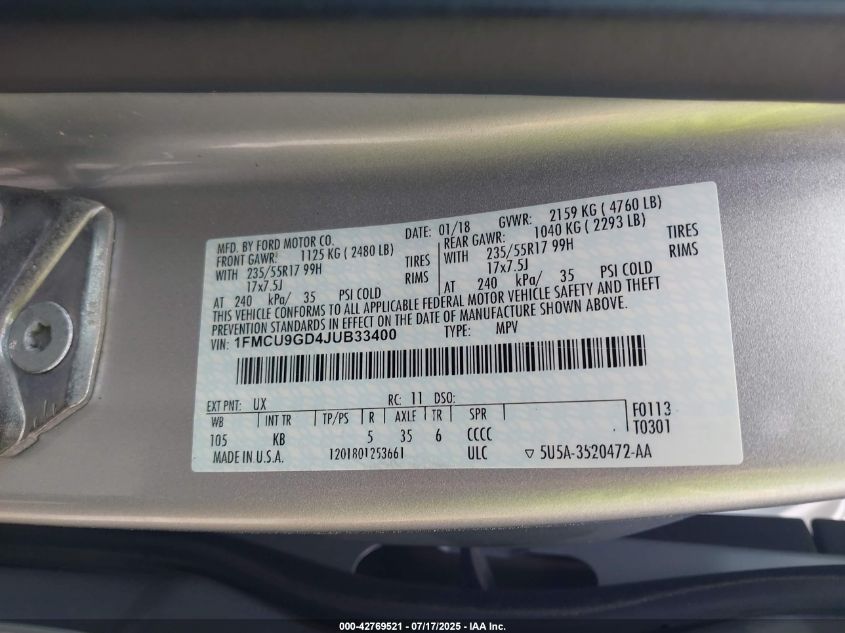 MFD. BY FORD MOTOR CO. DATE: 01/18 GVWR: 2159 KG ( 4760 LB)
FRONT GAWR: 1125 KG ( 2480 LB) REAR GAWR: 1040 KG ( 2293 LB)
WITH 235/55R17 99H TIRES WITH 235/55R17 99H TIRES
17x7.5J RIMS 17x7.5J RIMS
AT 240 kPa/ 35 PSI COLD AT 240 kPa/ 35 PSI COLD
THIS VEHICLE CONFORMS TO ALL APPLICABLE FEDERAL MOTOR VEHICLE SAFETY AND THEFT
PREVENTION STANDARDS IN EFFECT ON THE DATE OF MANUFACTURE SHOWN ABOVE.
VIN: 1FMCU9GD4JUB33400 TYPE: MPV
EXT PNT: UX RC: 11 DSO: F0113
WB INT TR TP/PS R AXLE TR SPR T0301
105 KB 5 35 6 CCCC
MADE IN U.S.A. 1201801253661 ULC ▽ 5U5A-3520472-AA
000-42769521 / 07/17/2025 - IAA Inc.